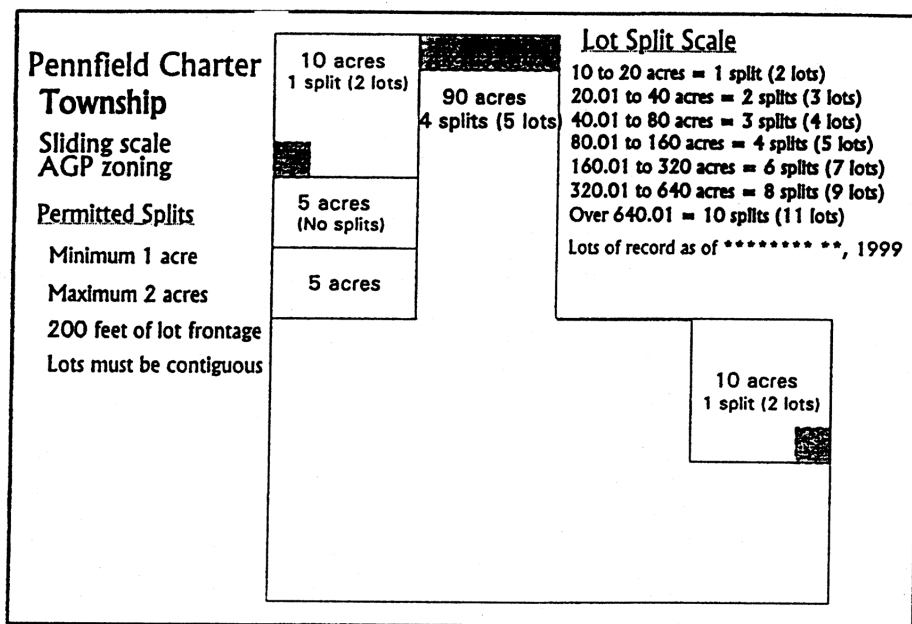 Pennfield Charter
Township
Sliding scale
AGP zoning
Permitted Splits
Minimum 1 acre
Maximum 2 acres
200 feet of lot frontage
Lots must be contiguous
10 acres
1 split (2 lots)
5 acres
(No splits)
5 acres
90 acres
4 splits (5 lots)
10 acres
1 split (2 lots)
Lot Split Scale
10 to 20 acres = 1 split (2 lots)
20.01 to 40 acres = 2 splits (3 lots)
40.01 to 80 acres = 3 splits (4 lots)
80.01 to 160 acres = 4 splits (5 lots)
160.01 to 320 acres = 6 splits (7 lots)
320.01 to 640 acres = 8 splits (9 lots)
Over 640.01 = 10 splits (11 lots)
Lots of record as of ******** **, 1999